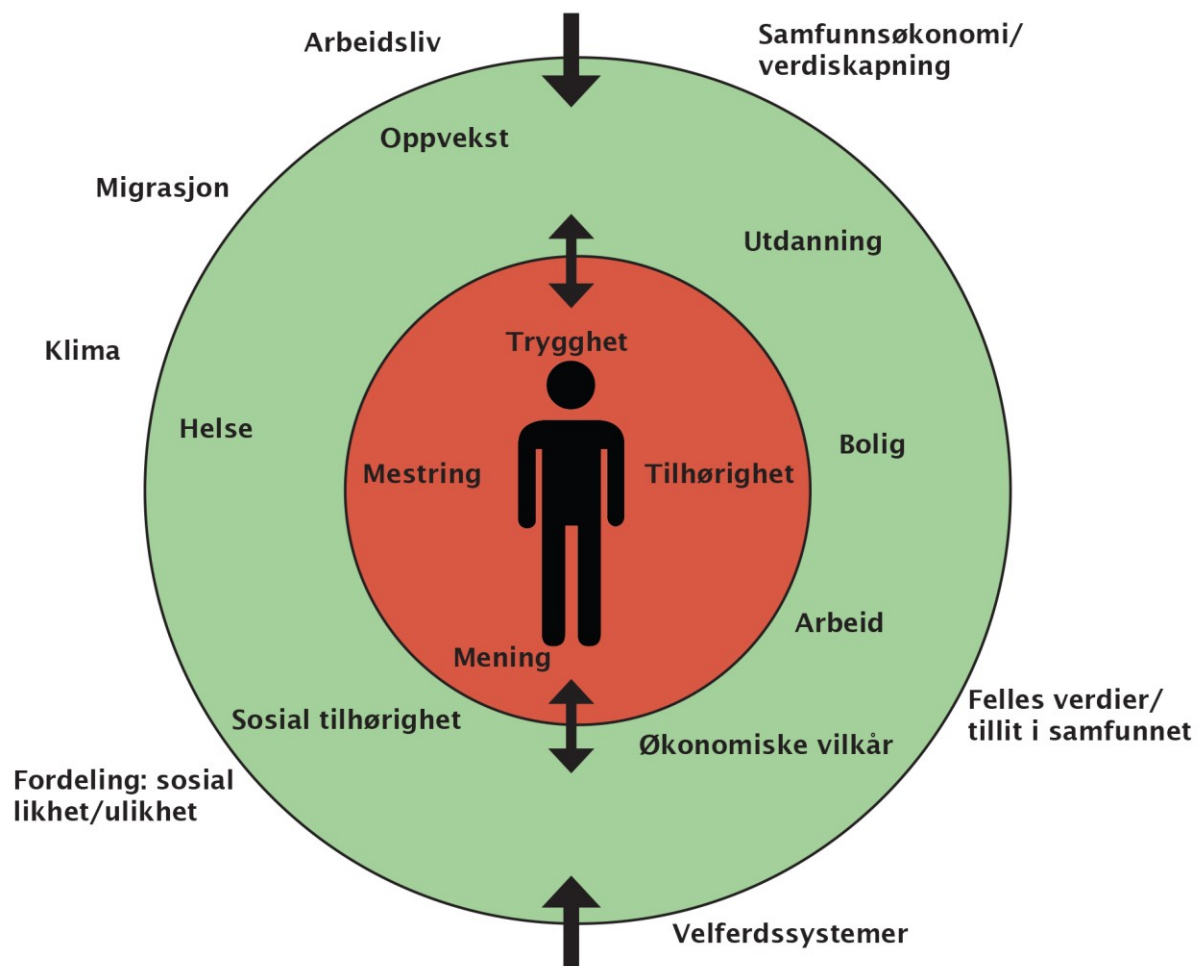 Arbeidsliv
Samfunnsøkonomi/
verdiskapning
Oppvekst
Migrasjon
Utdanning
Trygghet
Klima
Helse
Bolig
Mestring
Tilhørighet
Arbeid
Mening
Sosial tilhørighet
Felles verdier/
tillit i samfunnet
Økonomiske vilkår
Fordeling: sosial
likhet/ulikhet
Velferdssystemer